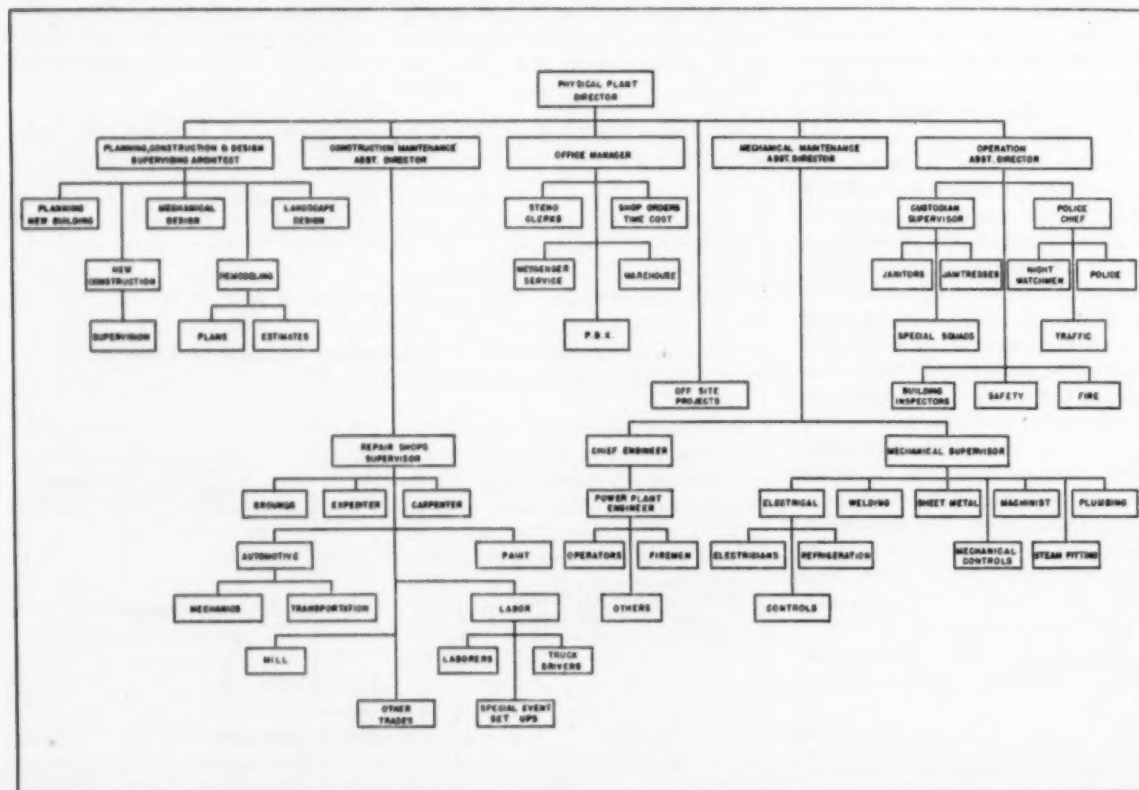 PHYSICAL PLANT
DIRECTOR
PLANNING, CONSTRUCTION & DESIGN
SUPERVISING ARCHITECT
CONSTRUCTION MAINTENANCE
ASST. DIRECTOR
OFFICE MANAGER
MECHANICAL MAINTENANCE
ASST. DIRECTOR
OPERATION
ASST. DIRECTOR
PLANNING
NEW BUILDING
MECHANICAL
DESIGN
LANDSCAPE
DESIGN
STENO
CLERKS
SHOP ORDERS
TIME COST
CUSTODIAN
SUPERVISOR
POLICE
CHIEF
NEW
CONSTRUCTION
REMODELING
MESSENGER
SERVICE
WAREHOUSE
JANITORS
JANITRESSES
NIGHT
WATCHMEN
POLICE
SUPERVISION
PLANS
ESTIMATES
P.B.X.
SPECIAL SQUADS
TRAFFIC
OFF SITE
PROJECTS
BUILDING
INSPECTORS
SAFETY
FIRE
REPAIR SHOPS
SUPERVISOR
CHIEF ENGINEER
MECHANICAL SUPERVISOR
GROUNDS
EXPEDITER
CARPENTER
POWER PLANT
ENGINEER
ELECTRICAL
WELDING
SHEET METAL
MACHINIST
PLUMBING
AUTOMOTIVE
PAINT
OPERATORS
FIREMEN
ELECTRICIANS
REFRIGERATION
MECHANICAL
CONTROLS
STEAM FITTING
MECHANICS
TRANSPORTATION
LABOR
OTHERS
CONTROLS
MILL
LABORERS
TRUCK
DRIVERS
OTHER
TRADES
SPECIAL EVENT
SET UPS